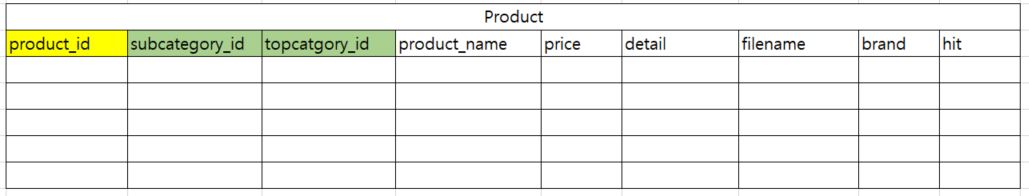 Product
product_id subcategory_id topcatgory_id product_name price detail filename brand hit